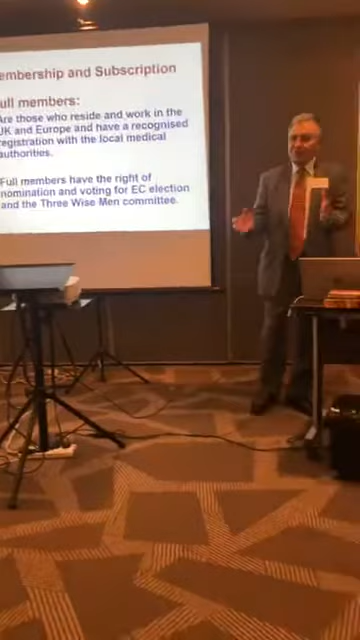 embership and Subscription
ull members:
Are those who reside and work in the
UK and Europe and have a recognised
registration with the local medical
authorities.
Full members have the right of
nomination and voting for EC election
and the Three Wise Men committee.